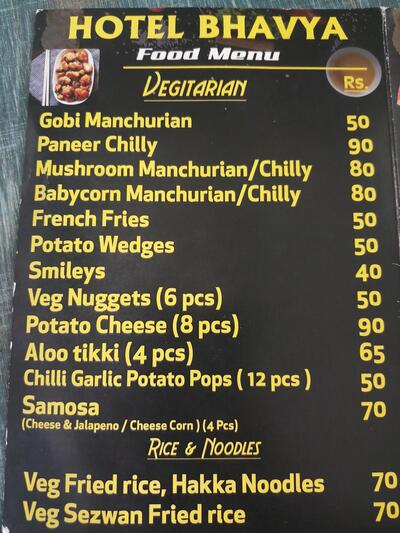 HOTEL BHAVYA
Food Menu
VEGITARIAN Rs.
Gobi Manchurian 50
Paneer Chilly 90
Mushroom Manchurian/Chilly 80
Babycorn Manchurian/Chilly 80
French Fries 50
Potato Wedges 50
Smileys 40
Veg Nuggets (6 pcs) 50
Potato Cheese (8 pcs) 90
Aloo tikki (4 pcs) 65
Chilli Garlic Potato Pops ( 12 pcs ) 50
Samosa 70
(Cheese & Jalapeno / Cheese Corn ) (4 Pcs)
RICE & NOODLES
Veg Fried rice, Hakka Noodles 70
Veg Sezwan Fried rice 70